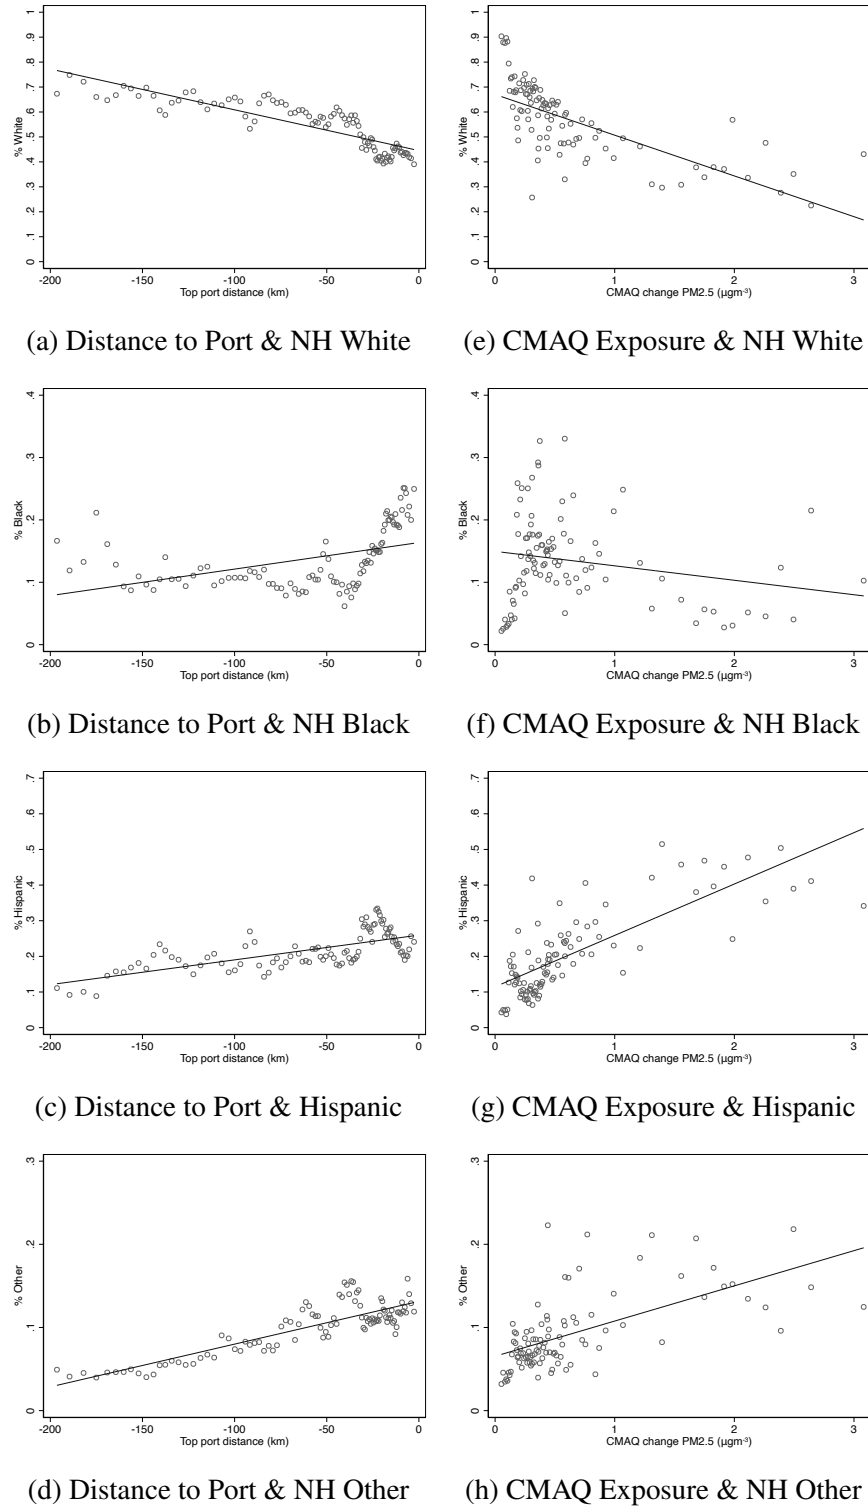 % White
0 .1 .2 .3 .4 .5 .6 .7 .8 .9 1
-200 -150 -100 -50 0
Top port distance (km)
(a) Distance to Port & NH White
% White
0 .1 .2 .3 .4 .5 .6 .7 .8 .9 1
0 1 2 3
CMAQ change PM2.5 (µgm⁻³)
(e) CMAQ Exposure & NH White
% Black
0 .1 .2 .3 .4
-200 -150 -100 -50 0
Top port distance (km)
(b) Distance to Port & NH Black
% Black
0 .1 .2 .3 .4
0 1 2 3
CMAQ change PM2.5 (µgm⁻³)
(f) CMAQ Exposure & NH Black
% Hispanic
0 .1 .2 .3 .4 .5 .6 .7
-200 -150 -100 -50 0
Top port distance (km)
(c) Distance to Port & Hispanic
% Hispanic
0 .1 .2 .3 .4 .5 .6 .7
0 1 2 3
CMAQ change PM2.5 (µgm⁻³)
(g) CMAQ Exposure & Hispanic
% Other
0 .1 .2 .3
-200 -150 -100 -50 0
Top port distance (km)
(d) Distance to Port & NH Other
% Other
0 .1 .2 .3
0 1 2 3
CMAQ change PM2.5 (µgm⁻³)
(h) CMAQ Exposure & NH Other